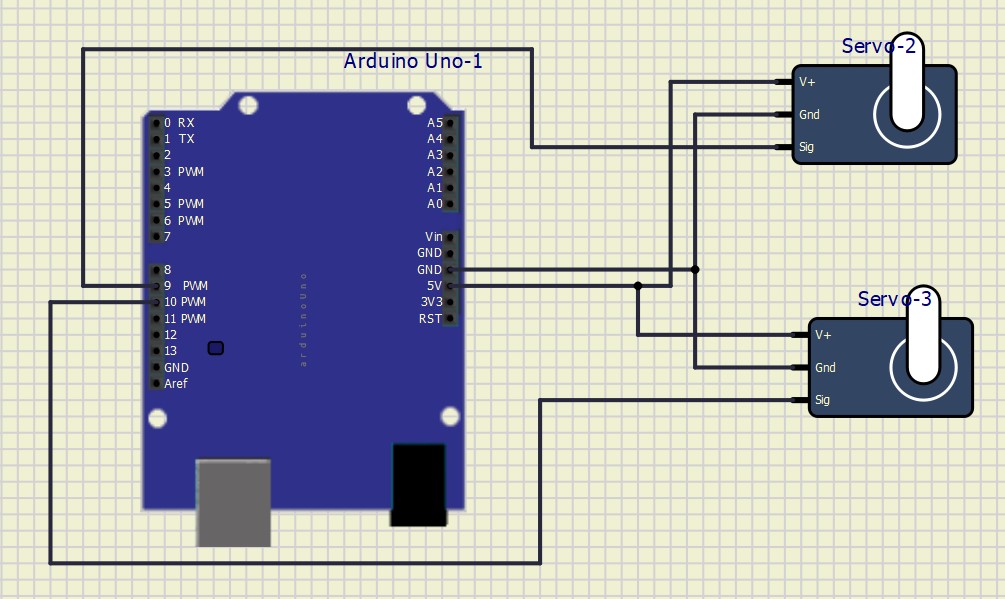 Arduino Uno-1
0 RX
1 TX
2
3 PWM
4
5 PWM
6 PWM
7
8
9 PWM
10 PWM
11 PWM
12
13
GND
Aref
A5
A4
A3
A2
A1
A0
Vin
GND
GND
5V
3V3
RST
arduinoUno
Servo-2
V+
Gnd
Sig
Servo-3
V+
Gnd
Sig